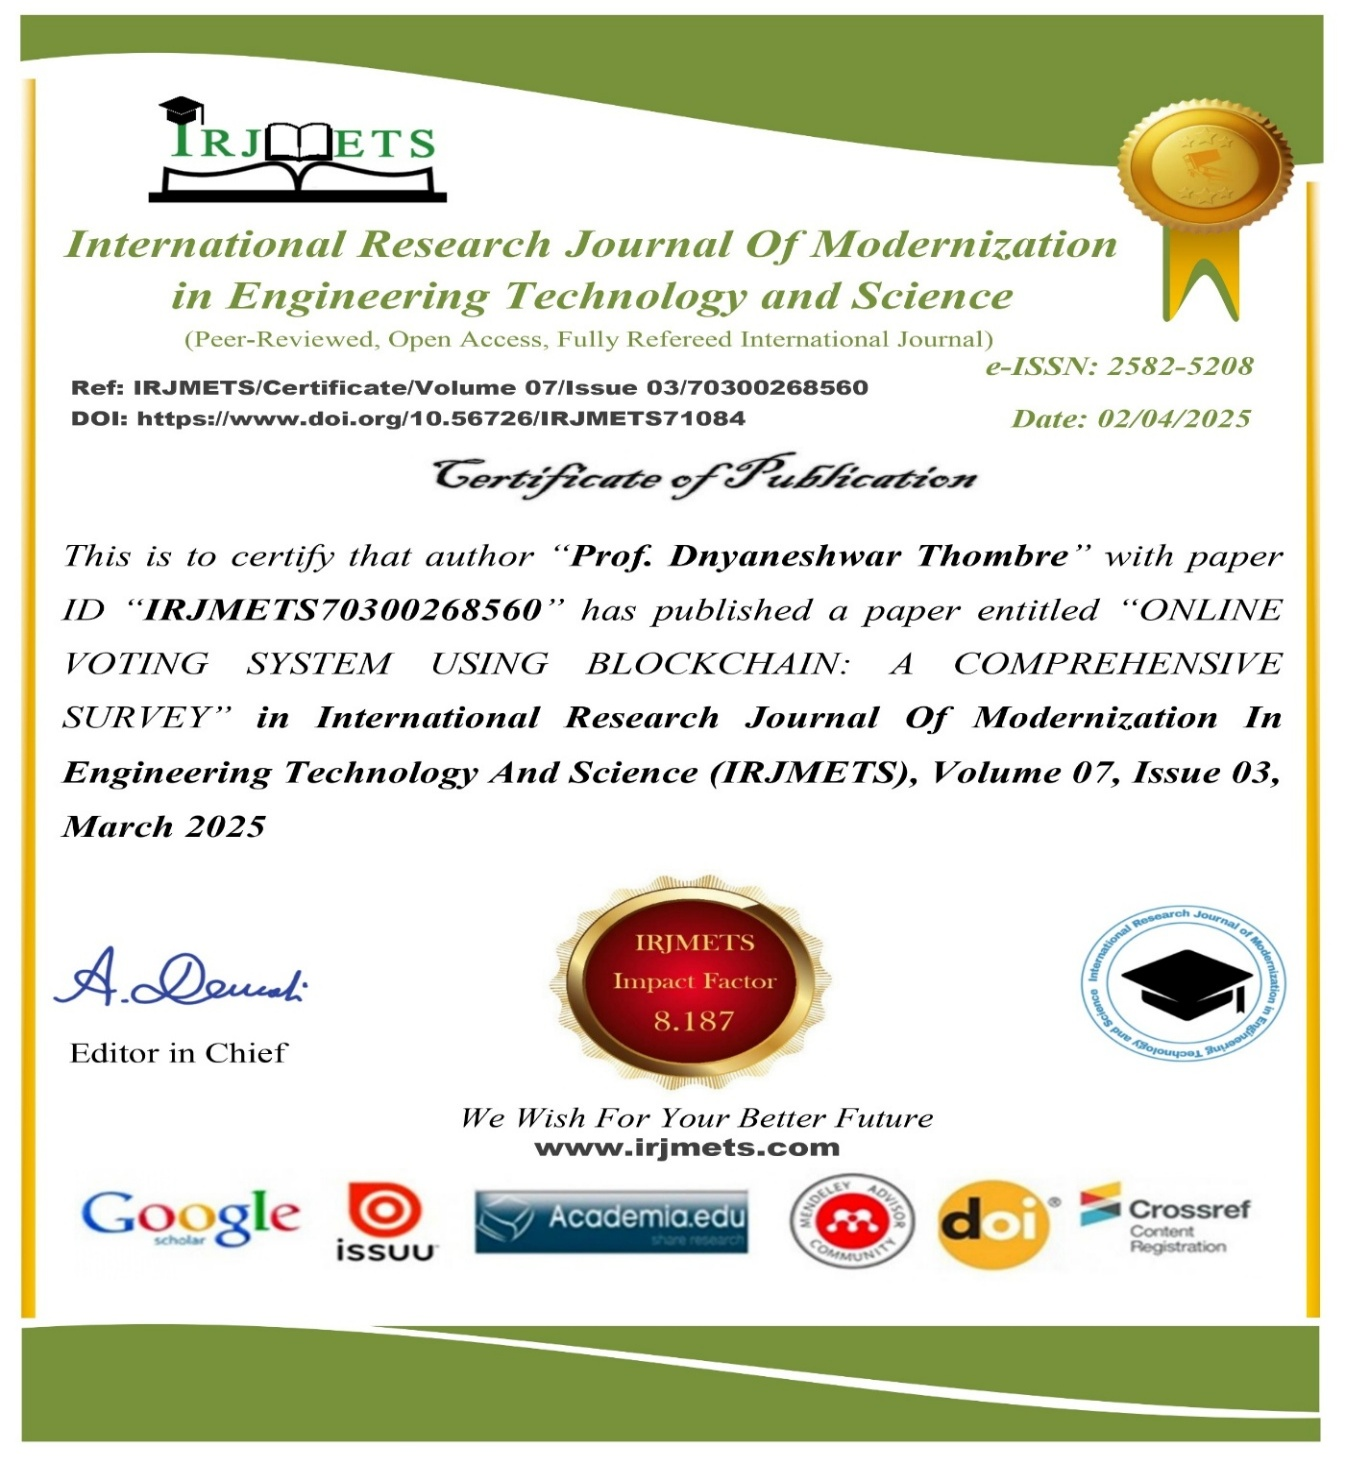 IRJMETS
International Research Journal Of Modernization
in Engineering Technology and Science
(Peer-Reviewed, Open Access, Fully Refereed International Journal)
e-ISSN: 2582-5208
Ref: IRJMETS/Certificate/Volume 07/Issue 03/70300268560
DOI: https://www.doi.org/10.56726/IRJMETS71084
Date: 02/04/2025
Certificate of Publication
This is to certify that author “Prof. Dnyaneshwar Thombre” with paper
ID “IRJMETS70300268560” has published a paper entitled “ONLINE
VOTING SYSTEM USING BLOCKCHAIN: A COMPREHENSIVE
SURVEY” in International Research Journal Of Modernization In
Engineering Technology And Science (IRJMETS), Volume 07, Issue 03,
March 2025
IRJMETS
Impact Factor
8.187
International Research Journal of Modernization in Engineering Technology and Science
A.
Editor in Chief
We Wish For Your Better Future
www.irjmets.com
Google
scholar
issuu
Academia.edu
share research
MENDELEY ADVISOR
COMMUNITY
doi®
Crossref
Content
Registration